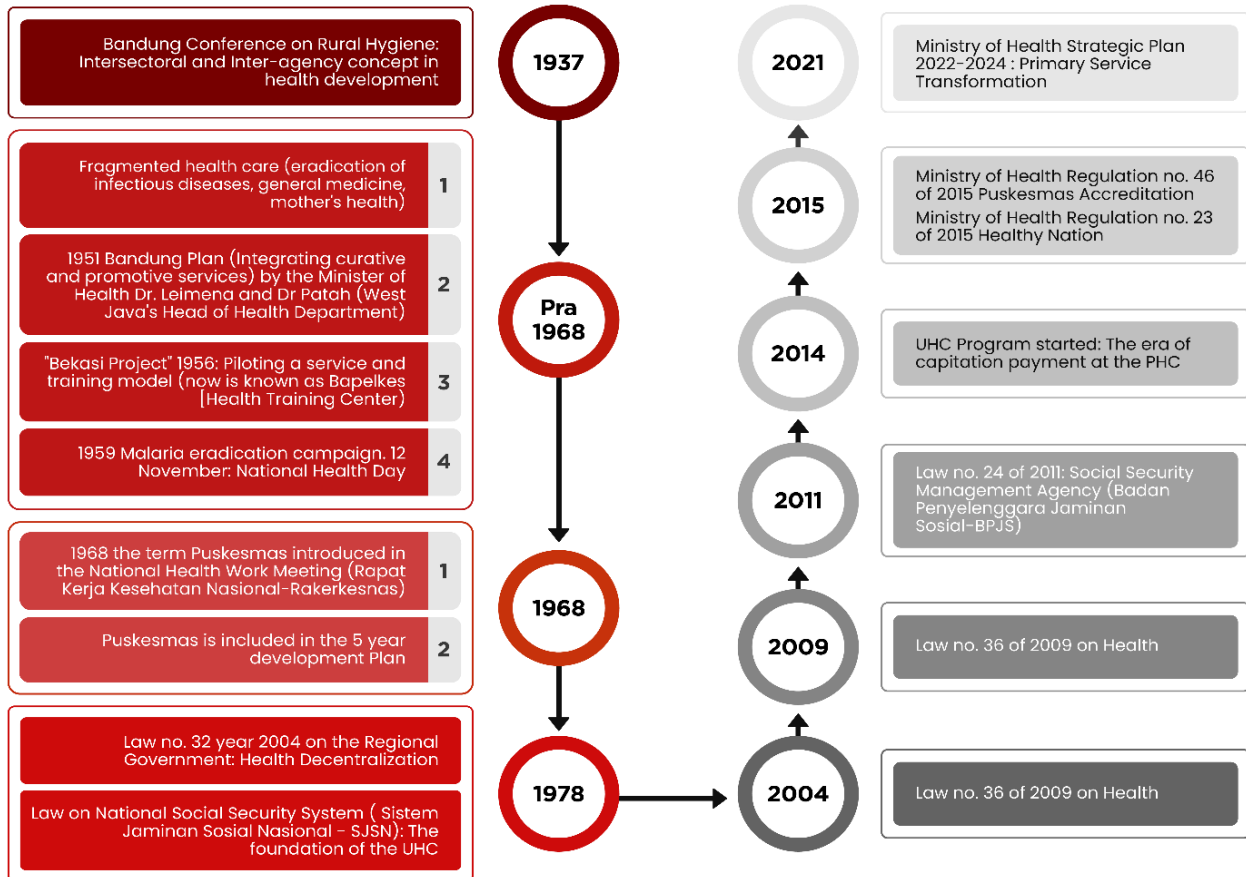 Bandung Conference on Rural Hygiene:
Intersectoral and Inter-agency concept in
health development
1937
Fragmented health care (eradication of
infectious diseases, general medicine,
mother's health)
1
1951 Bandung Plan (Integrating curative
and promotive services) by the Minister of
Health Dr. Leimena and Dr Patah (West
Java's Head of Health Department)
2
"Bekasi Project" 1956: Piloting a service and
training model (now is known as Bapelkes
[Health Training Center)
3
1959 Malaria eradication campaign. 12
November: National Health Day
4
Pra
1968
1968 the term Puskesmas introduced in
the National Health Work Meeting (Rapat
Kerja Kesehatan Nasional-Rakerkesnas)
1
Puskesmas is included in the 5 year
development Plan
2
1968
Law no. 32 year 2004 on the Regional
Government: Health Decentralization
Law on National Social Security System ( Sistem
Jaminan Sosial Nasional - SJSN): The
foundation of the UHC
1978
2021
Ministry of Health Strategic Plan
2022-2024 : Primary Service
Transformation
2015
Ministry of Health Regulation no. 46
of 2015 Puskesmas Accreditation
Ministry of Health Regulation no. 23
of 2015 Healthy Nation
2014
UHC Program started: The era of
capitation payment at the PHC
2011
Law no. 24 of 2011: Social Security
Management Agency (Badan
Penyelenggara Jaminan
Sosial-BPJS)
2009
Law no. 36 of 2009 on Health
2004
Law no. 36 of 2009 on Health